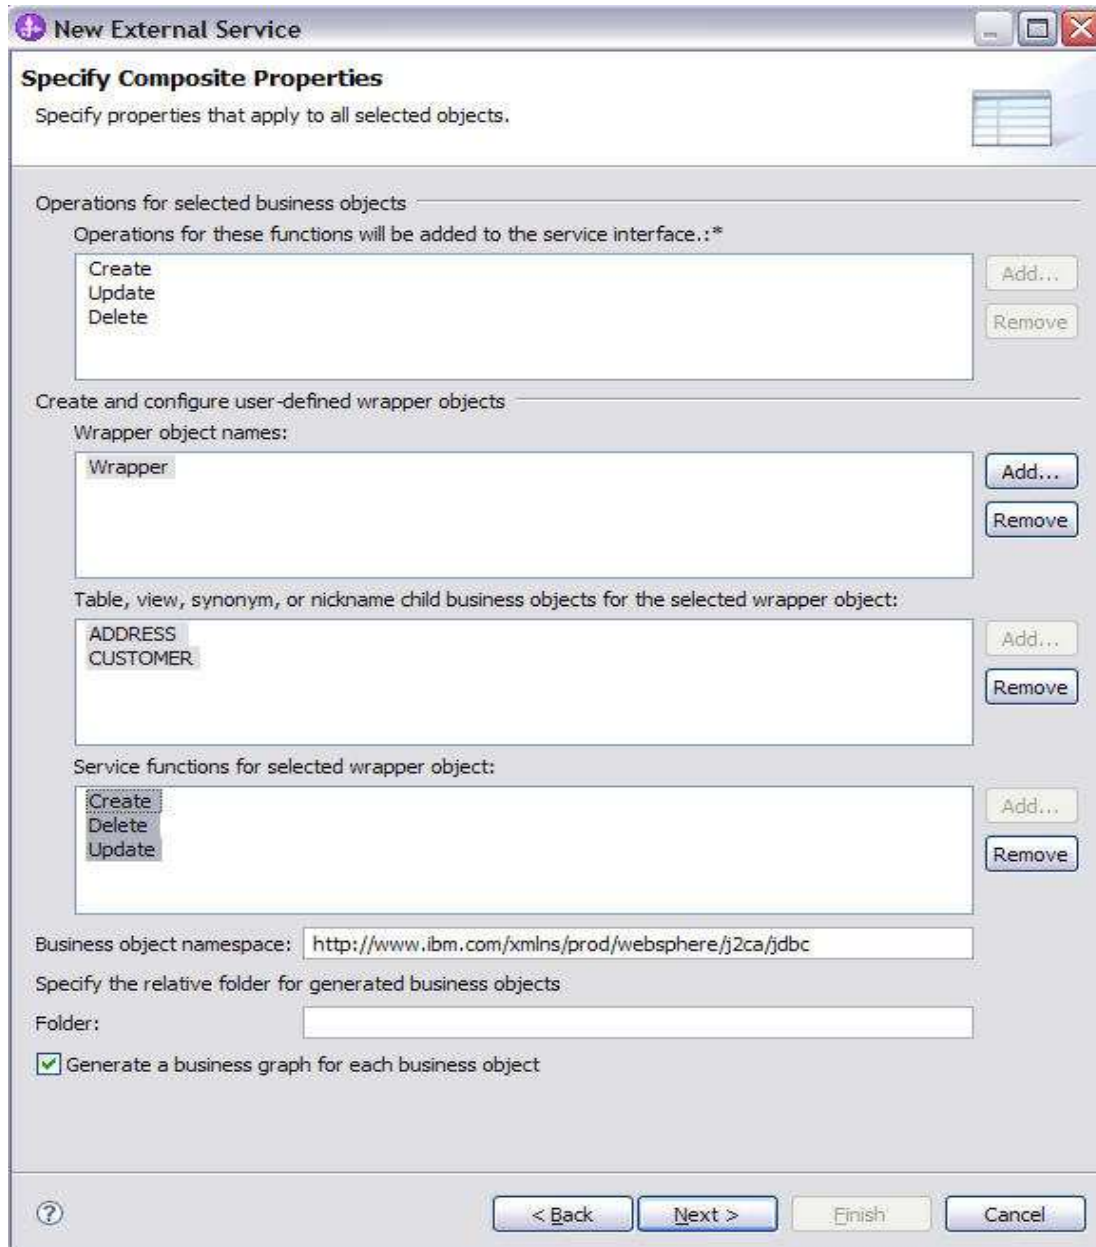 New External Service
Specify Composite Properties
Specify properties that apply to all selected objects.
Operations for selected business objects
Operations for these functions will be added to the service interface.:*
Create
Update
Delete
Add...
Remove
Create and configure user-defined wrapper objects
Wrapper object names:
Wrapper
Add...
Remove
Table, view, synonym, or nickname child business objects for the selected wrapper object:
ADDRESS
CUSTOMER
Add...
Remove
Service functions for selected wrapper object:
Create
Delete
Update
Add...
Remove
Business object namespace: http://www.ibm.com/xmlns/prod/websphere/j2ca/jdbc
Specify the relative folder for generated business objects
Folder:
Generate a business graph for each business object
? < Back Next > Finish Cancel